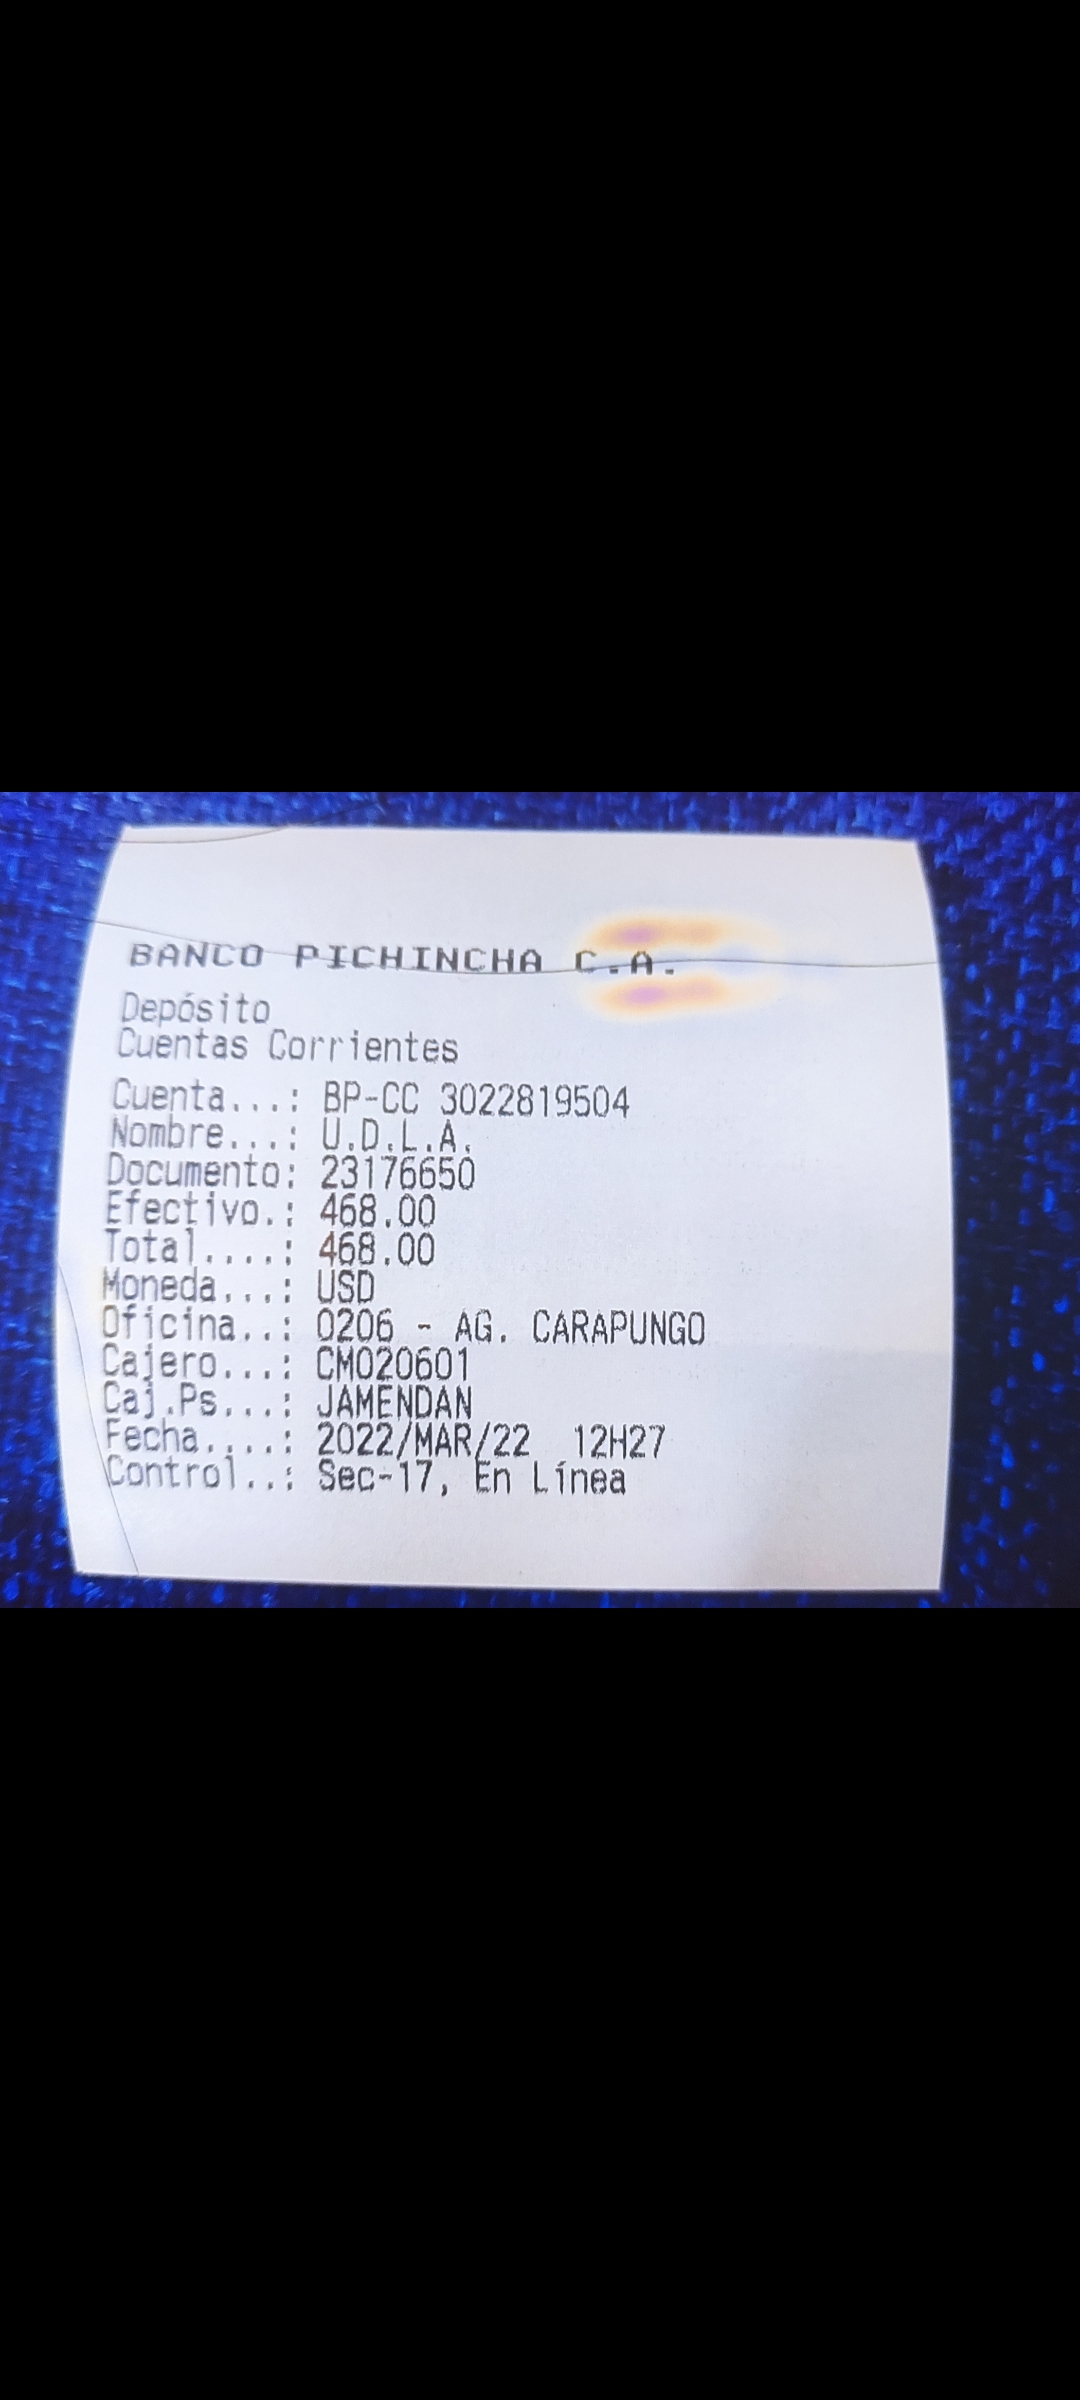 BANCO PICHINCHA C.A.
Depósito
Cuentas Corrientes
Cuenta...: BP-CC 3022819504
Nombre...: U.D.L.A.
Documento: 23176650
Efectivo.: 468.00
Total....: 468.00
Moneda...: USD
Oficina..: 0206 - AG. CARAPUNGO
Cajero...: CM020601
Caj.Ps...: JAMENDAN
Fecha....: 2022/MAR/22 12H27
Control..: Sec-17, En Línea